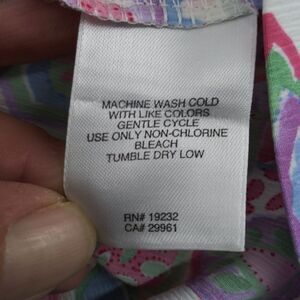 MACHINE WASH COLD
WITH LIKE COLORS
GENTLE CYCLE
USE ONLY NON-CHLORINE
BLEACH
TUMBLE DRY LOW
RN# 19232
CA# 29961